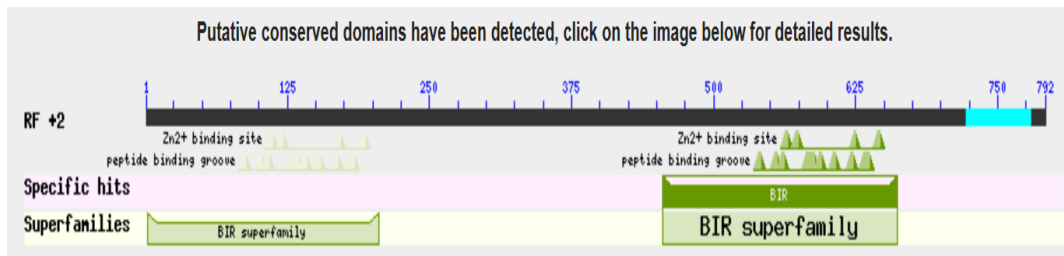 Putative conserved domains have been detected, click on the image below for detailed results.
1 125 250 375 500 625 750 792
RF +2
Zn2+ binding site Zn2+ binding site
peptide binding groove peptide binding groove
Specific hits BIR
Superfamilies BIR superfamily BIR superfamily